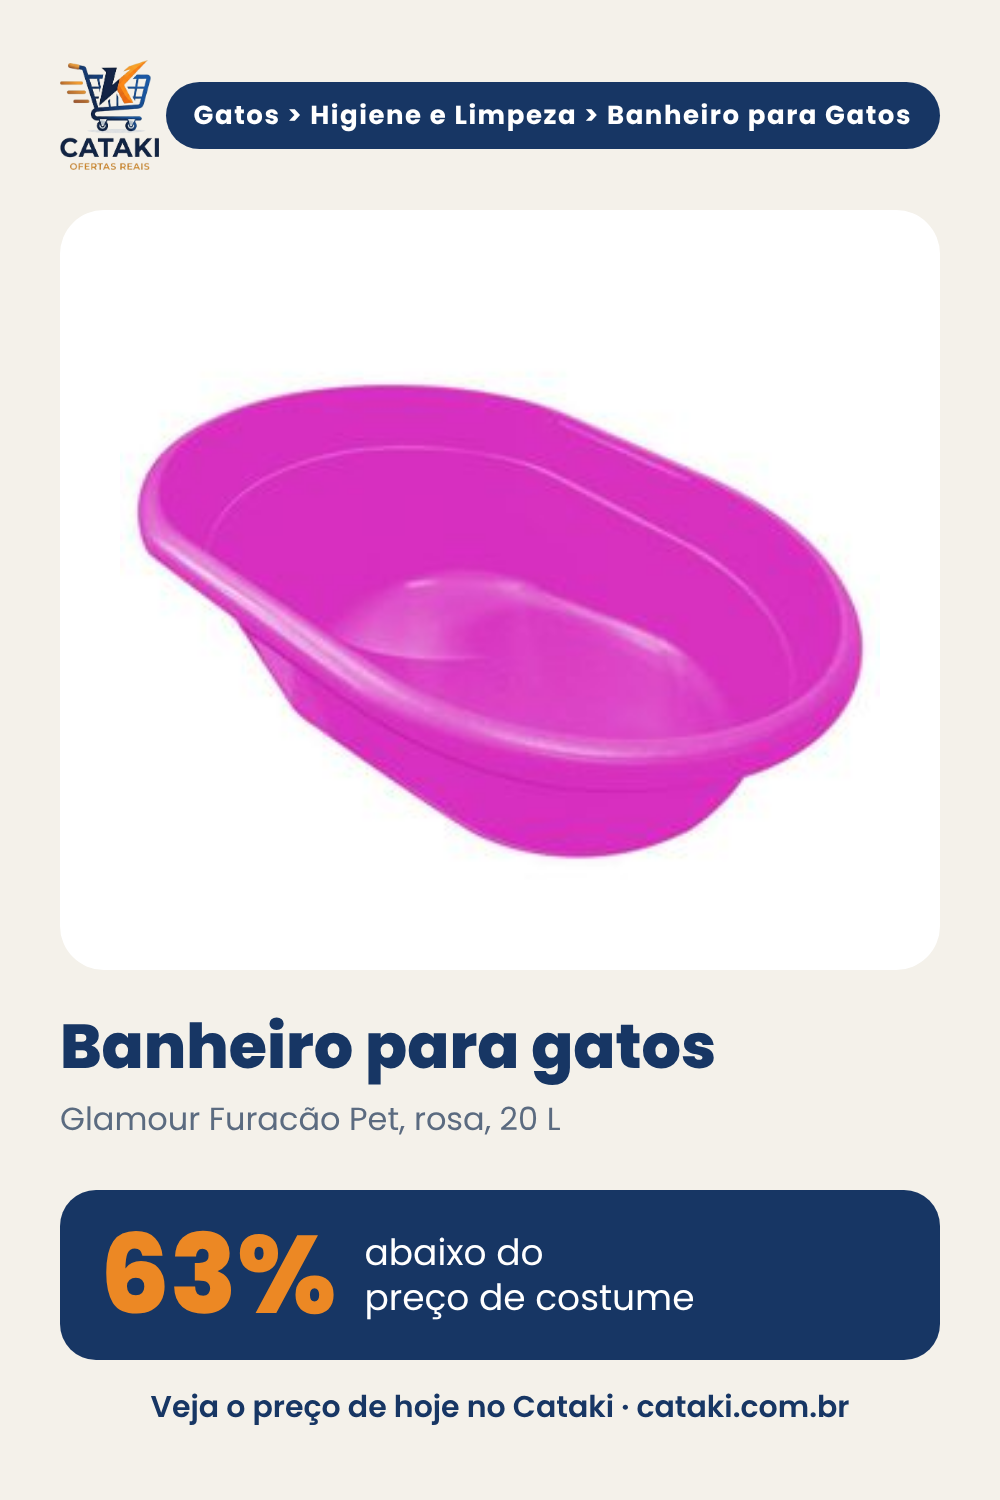 CATAKI
OFERTAS REAIS
Gatos > Higiene e Limpeza > Banheiro para Gatos
Banheiro para gatos
Glamour Furacão Pet, rosa, 20 L
63%
abaixo do
preço de costume
Veja o preço de hoje no Cataki · cataki.com.br